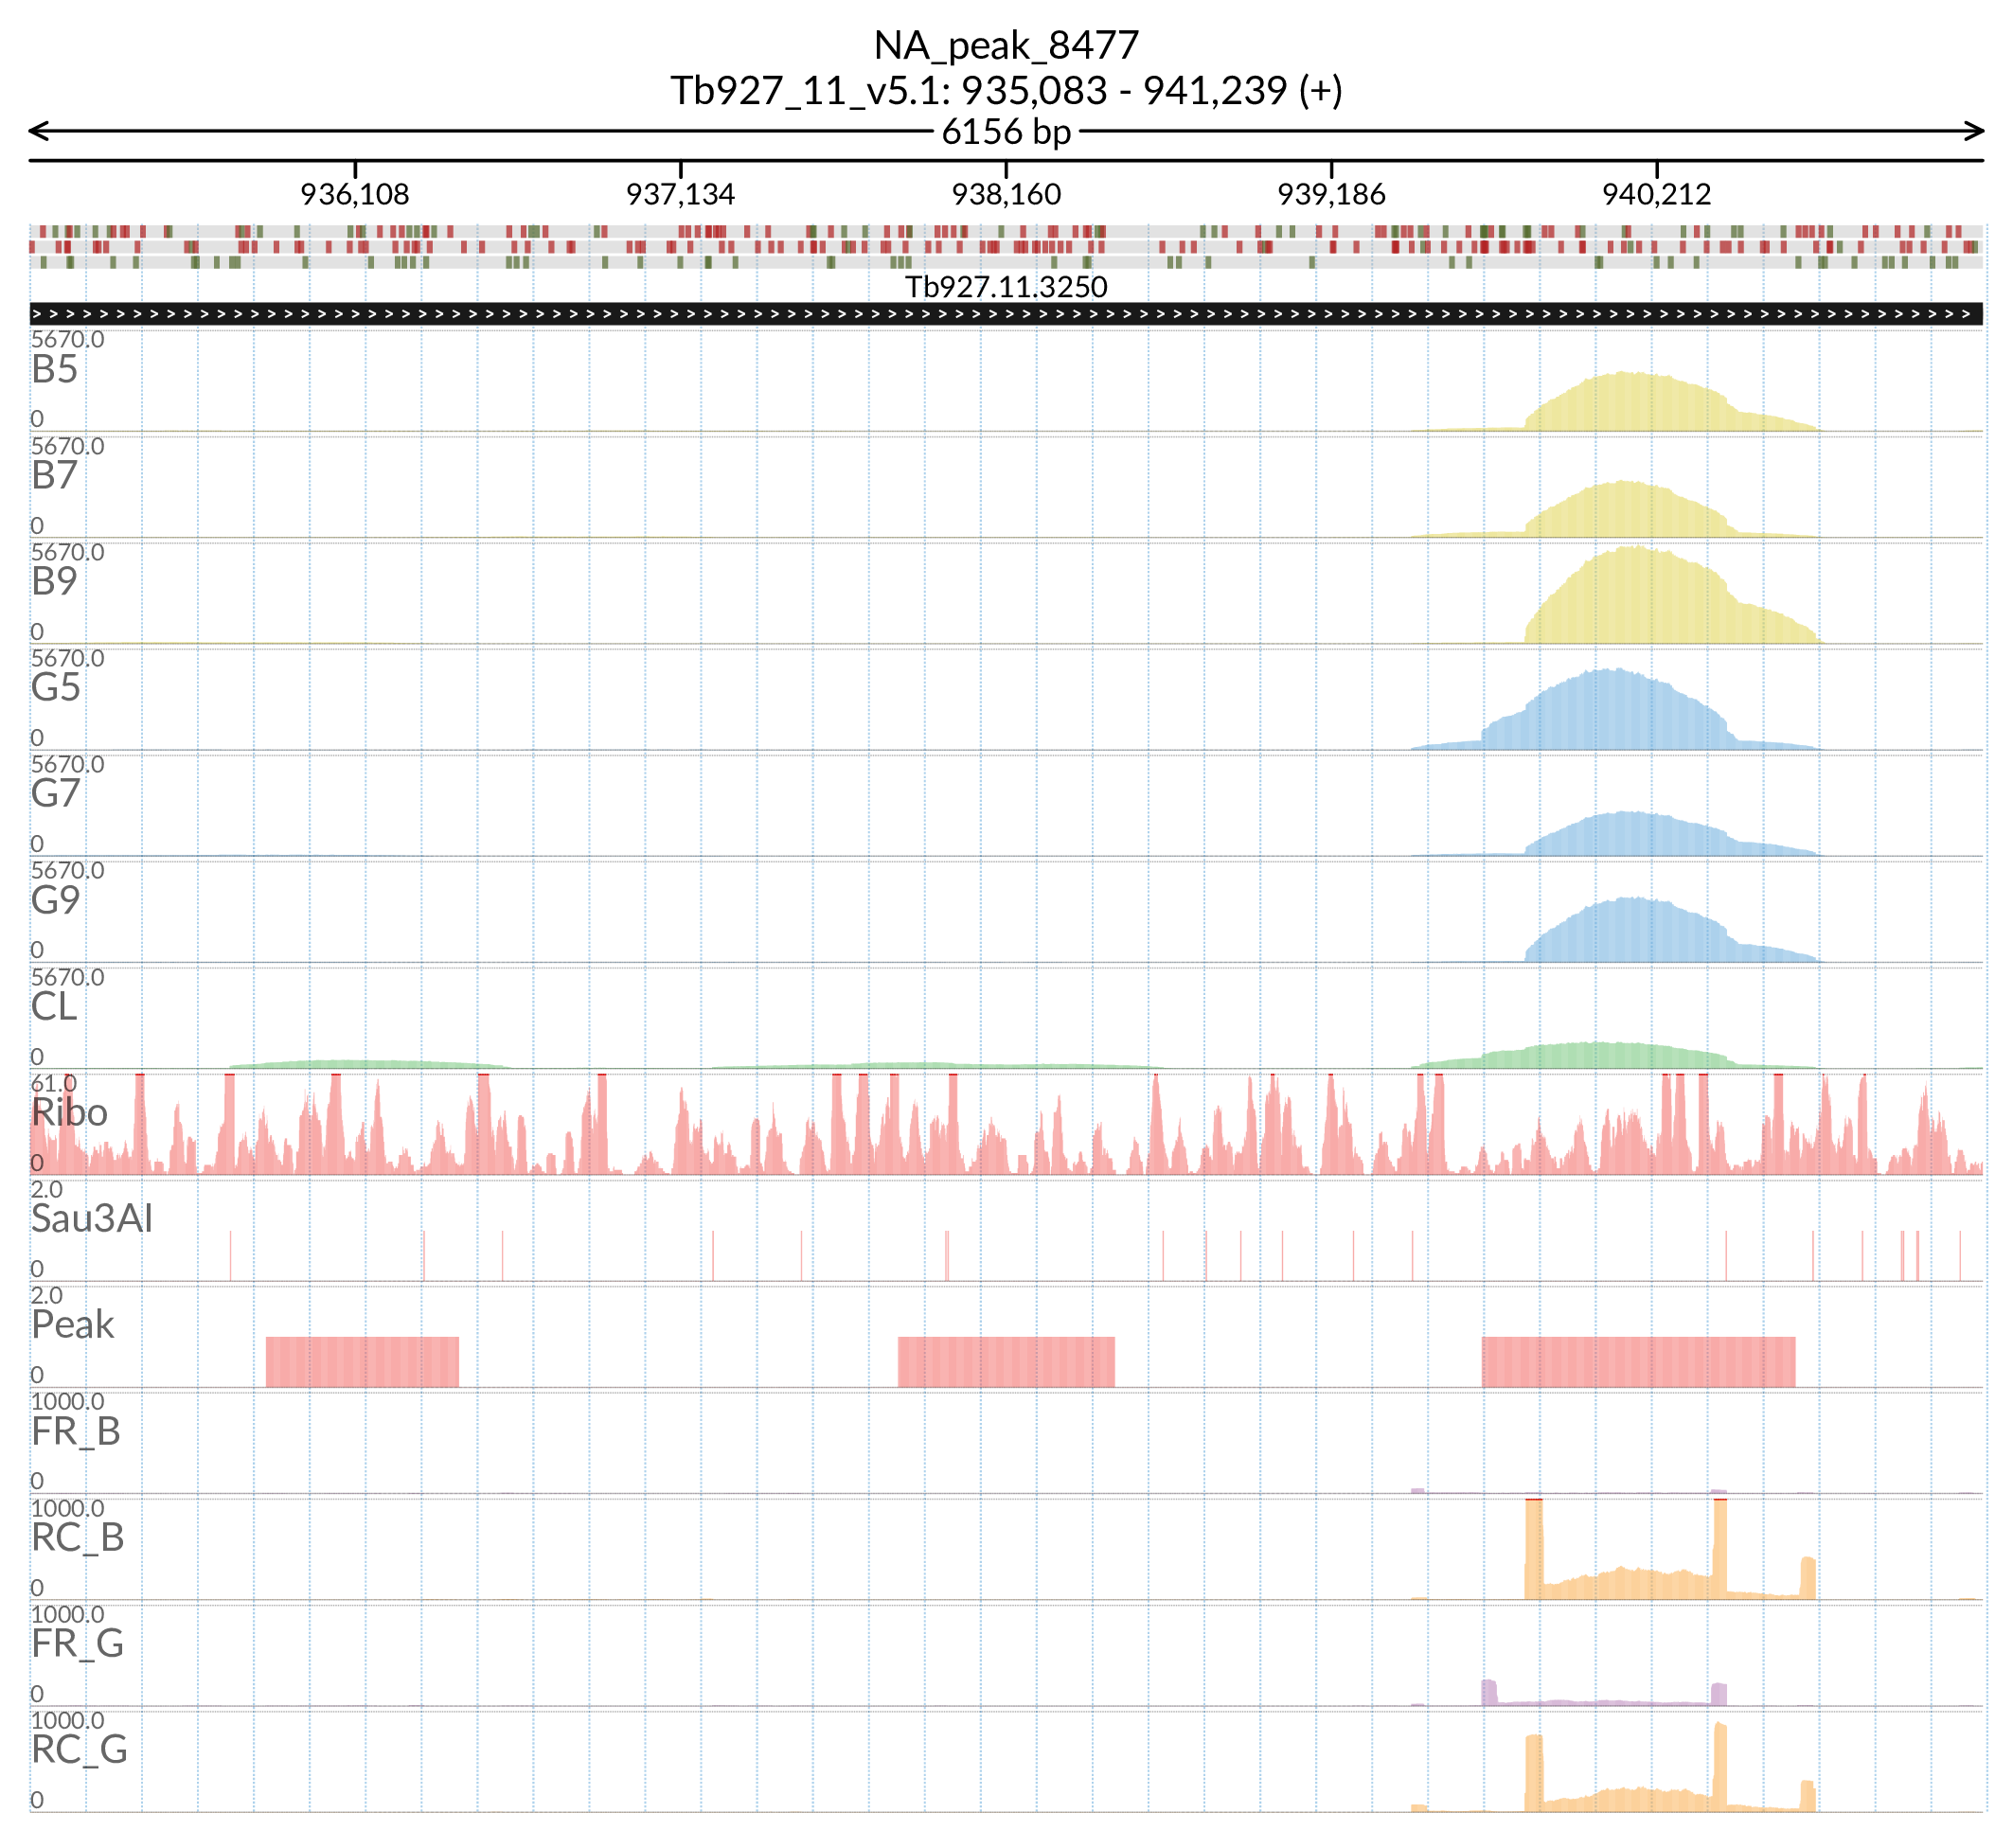 NA_peak_8477
Tb927_11_v5.1: 935,083 - 941,239 (+)
6156 bp
936,108 937,134 938,160 939,186 940,212
Tb927.11.3250
5670.0
B5
0
5670.0
B7
0
5670.0
B9
0
5670.0
G5
0
5670.0
G7
0
5670.0
G9
0
5670.0
CL
0
61.0
Ribo
0
2.0
Sau3AI
0
2.0
Peak
0
1000.0
FR_B
0
1000.0
RC_B
0
1000.0
FR_G
0
1000.0
RC_G
0